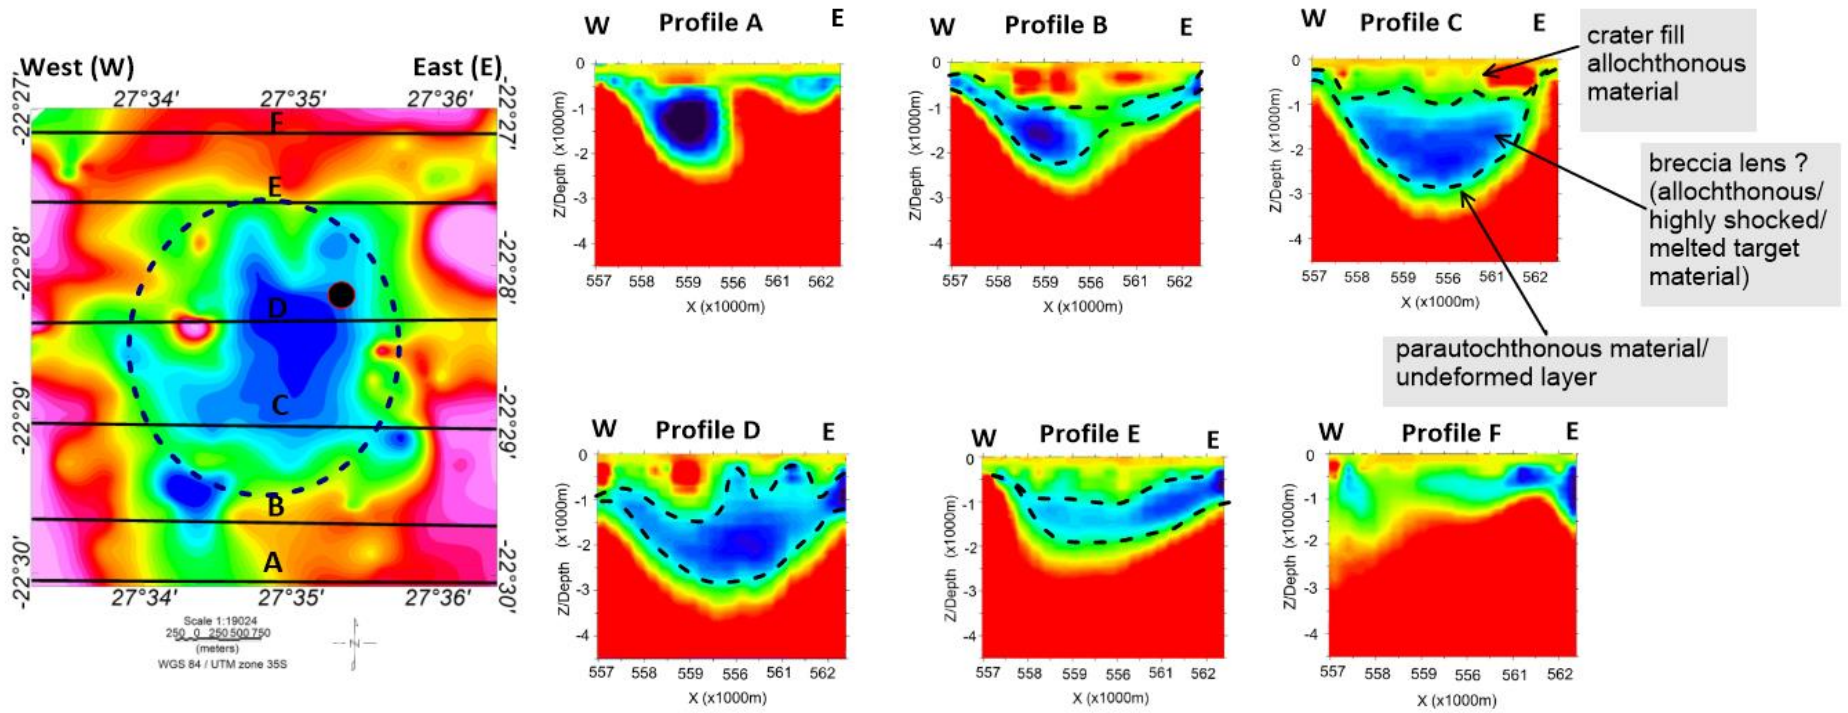 West (W)
East (E)
27°34' 27°35' 27°36'
-22°27'
-22°27'
F
E
-22°28'
-22°28'
D
C
-22°29'
-22°29'
B
A
-22°30'
-22°30'
27°34' 27°35' 27°36'
Scale 1:19024
250 0 250 500 750
(meters)
WGS 84 / UTM zone 35S
N
W Profile A E
0
-1
-2
-3
-4
Z/Depth (x1000m)
557 558 559 556 561 562
X (x1000m)
W Profile B E
0
-1
-2
-3
-4
Z/Depth (x1000m)
557 558 559 556 561 562
X (x1000m)
W Profile C E
0
-1
-2
-3
-4
Z/Depth (x1000m)
557 558 559 556 561 562
X (x1000m)
crater fill
allochthonous
material
breccia lens ?
(allochthonous/
highly shocked/
melted target
material)
parautochthonous material/
undeformed layer
W Profile D E
0
-1
-2
-3
-4
Z/Depth (x1000m)
557 558 559 556 561 562
X (x1000m)
W Profile E E
0
-1
-2
-3
-4
Z/Depth (x1000m)
557 558 559 556 561 562
X (x1000m)
W Profile F E
0
-1
-2
-3
-4
Z/Depth (x1000m)
557 558 559 556 561 562
X (x1000m)